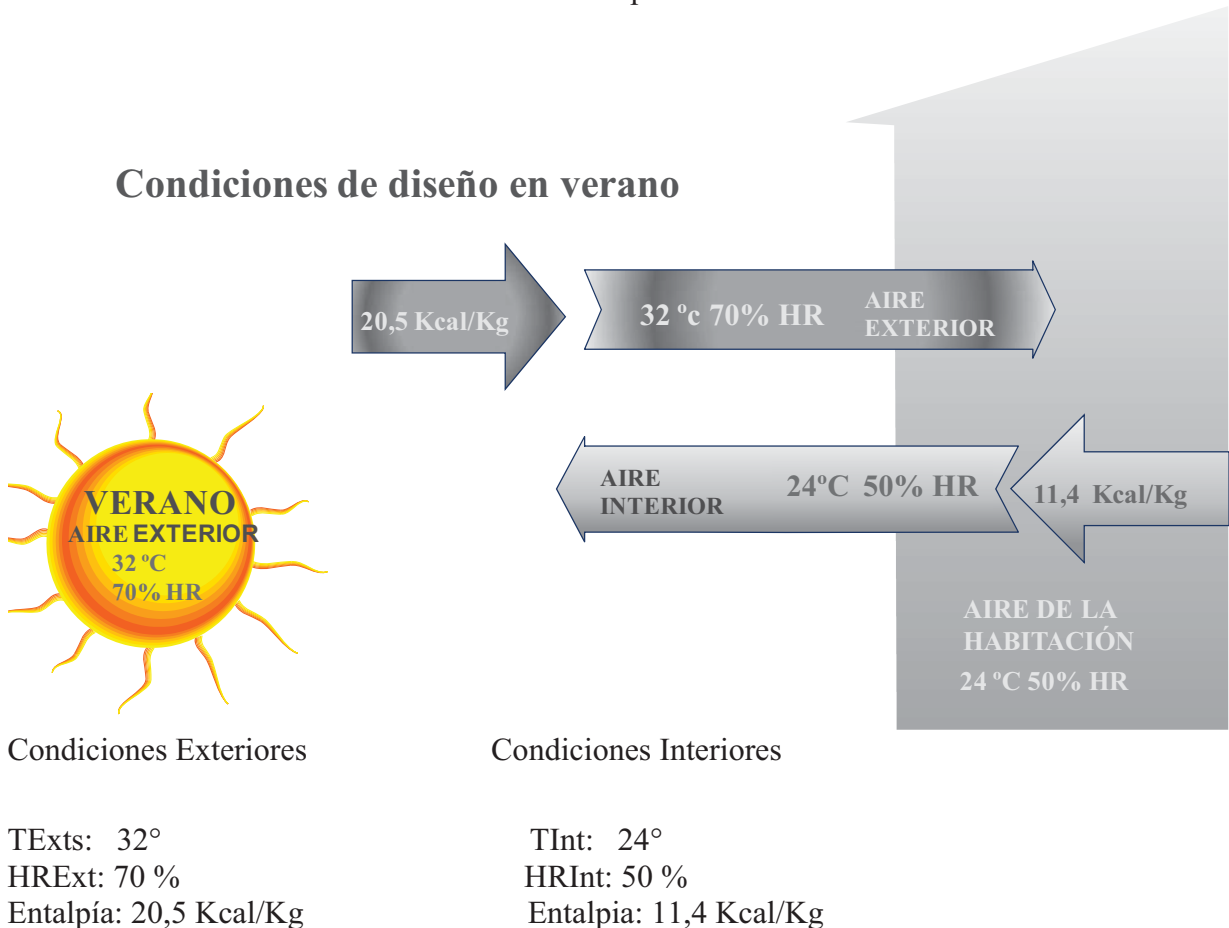 Condiciones de diseño en verano
20,5 Kcal/Kg
32 ºc 70% HR
AIRE
EXTERIOR
AIRE
INTERIOR
24ºC 50% HR
11,4 Kcal/Kg
VERANO
AIRE EXTERIOR
32 ºC
70% HR
AIRE DE LA
HABITACIÓN
24 ºC 50% HR
Condiciones Exteriores Condiciones Interiores
TExts: 32° TInt: 24°
HRExt: 70 % HRInt: 50 %
Entalpía: 20,5 Kcal/Kg Entalpia: 11,4 Kcal/Kg